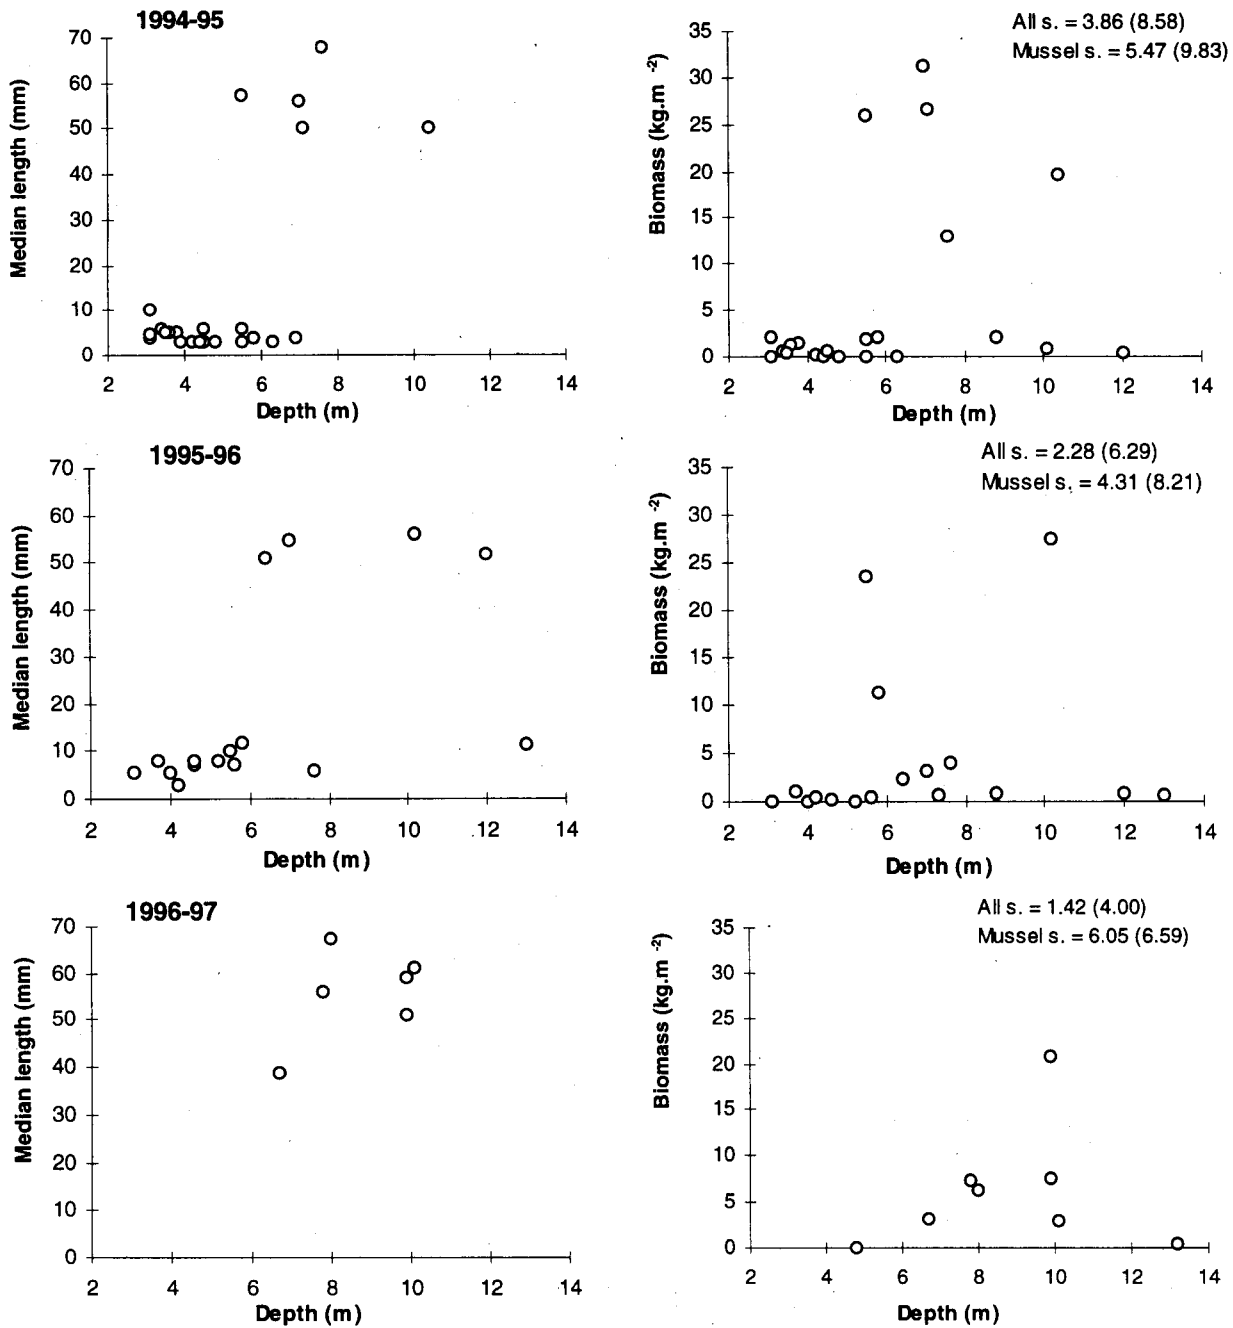 1994-95
70
60
50
40
30
20
10
0
Median length (mm)
2 4 6 8 10 12 14
Depth (m)
All s. = 3.86 (8.58)
Mussel s. = 5.47 (9.83)
35
30
25
20
15
10
5
0
Biomass (kg.m -2)
2 4 6 8 10 12 14
Depth (m)
1995-96
70
60
50
40
30
20
10
0
Median length (mm)
2 4 6 8 10 12 14
Depth (m)
All s. = 2.28 (6.29)
Mussel s. = 4.31 (8.21)
35
30
25
20
15
10
5
0
Biomass (kg.m -2)
2 4 6 8 10 12 14
Depth (m)
1996-97
70
60
50
40
30
20
10
0
Median length (mm)
2 4 6 8 10 12 14
Depth (m)
All s. = 1.42 (4.00)
Mussel s. = 6.05 (6.59)
35
30
25
20
15
10
5
0
Biomass (kg.m -2)
2 4 6 8 10 12 14
Depth (m)